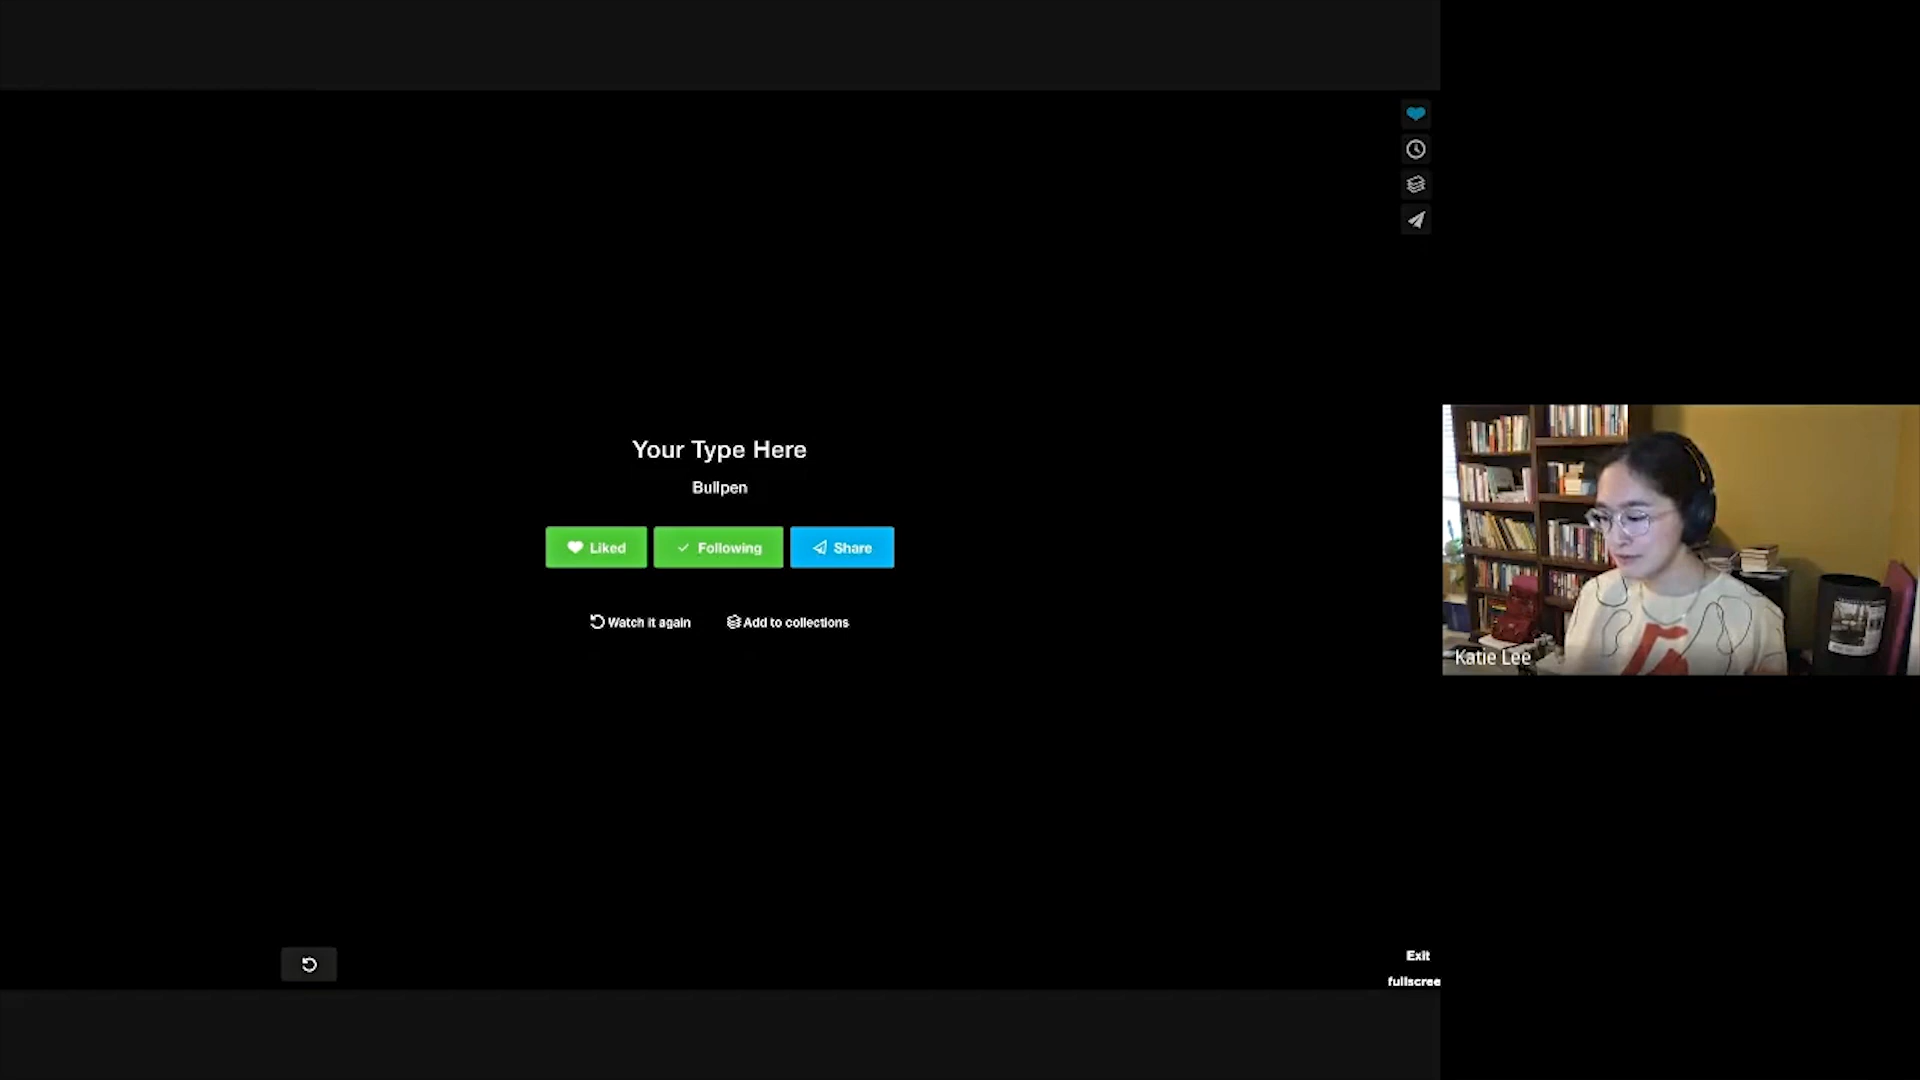 Your Type Here
Bullpen
Liked
Following
Share
Watch it again
Add to collections
Katie Lee
Exit
fullscree